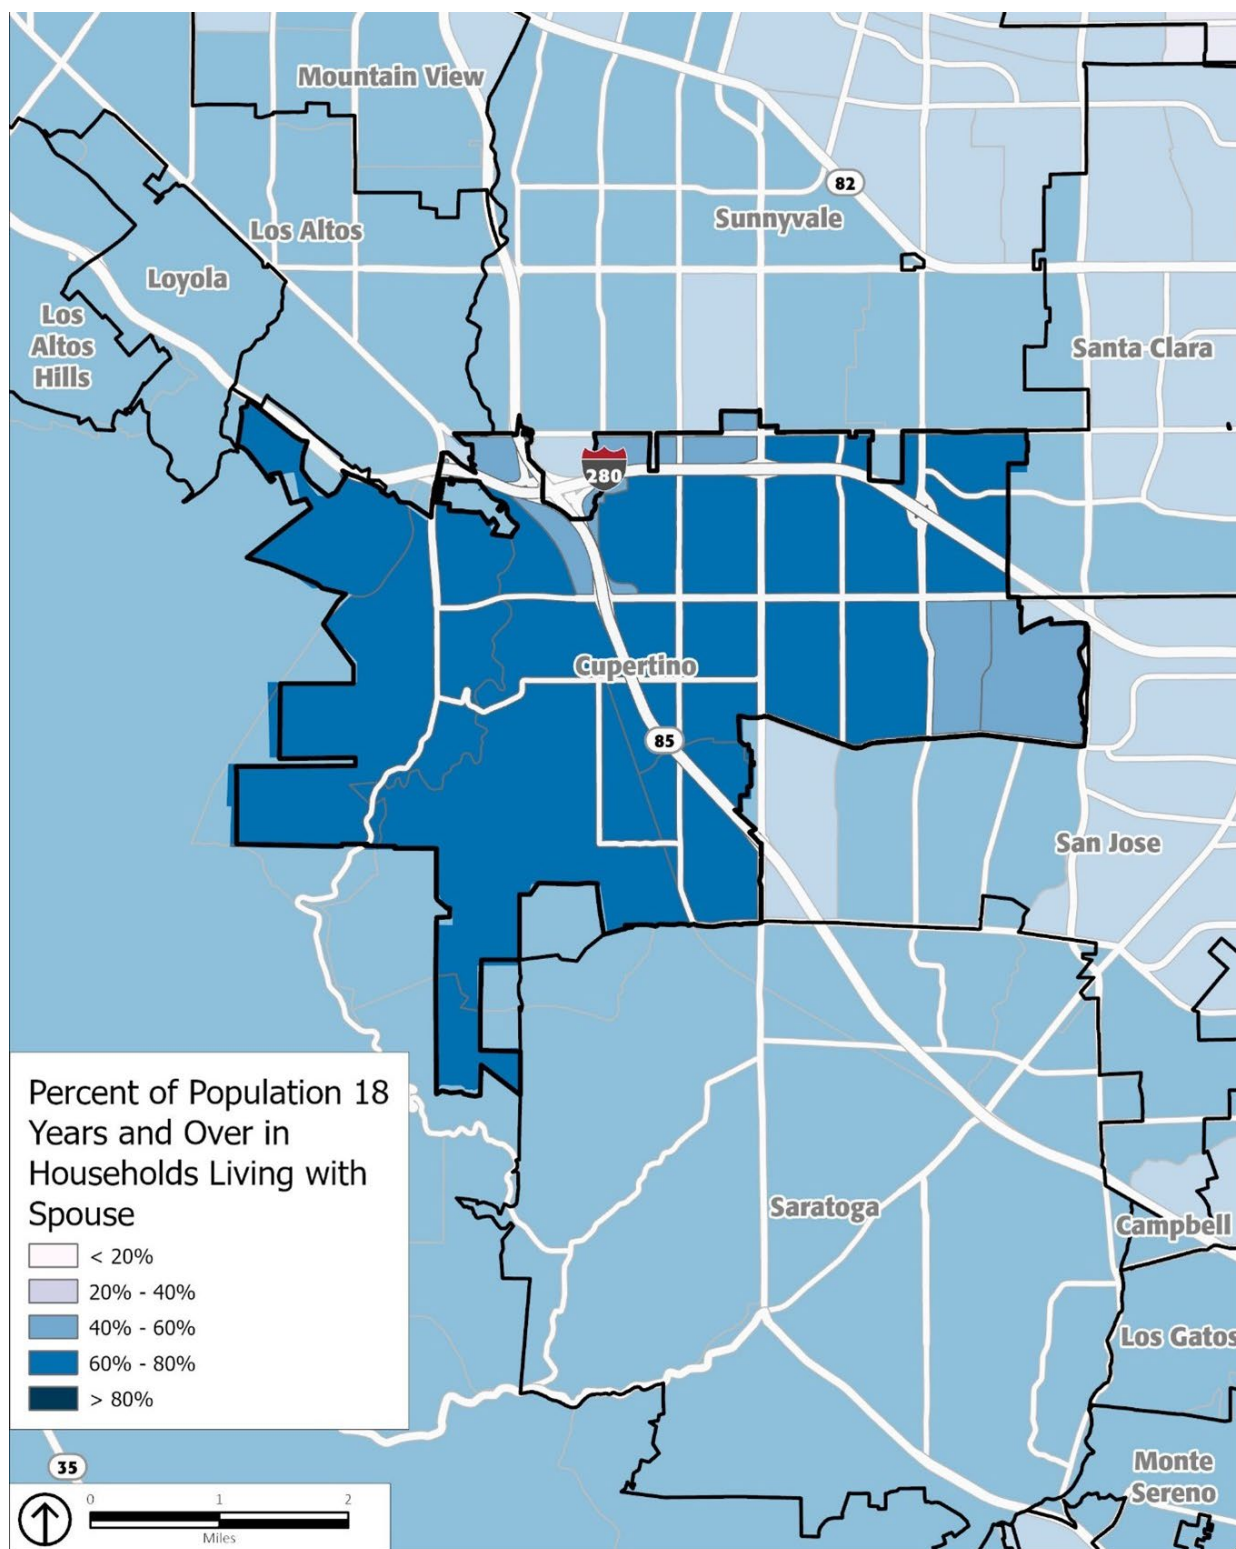 Mountain View
82
Sunnyvale
Los Altos
Loyola
Los
Altos
Hills
Santa Clara
280
Cupertino
85
San Jose
Percent of Population 18
Years and Over in
Households Living with
Spouse
< 20%
20% - 40%
40% - 60%
60% - 80%
> 80%
Saratoga
Campbell
Los Gatos
Monte
Sereno
35
0 1 2
Miles